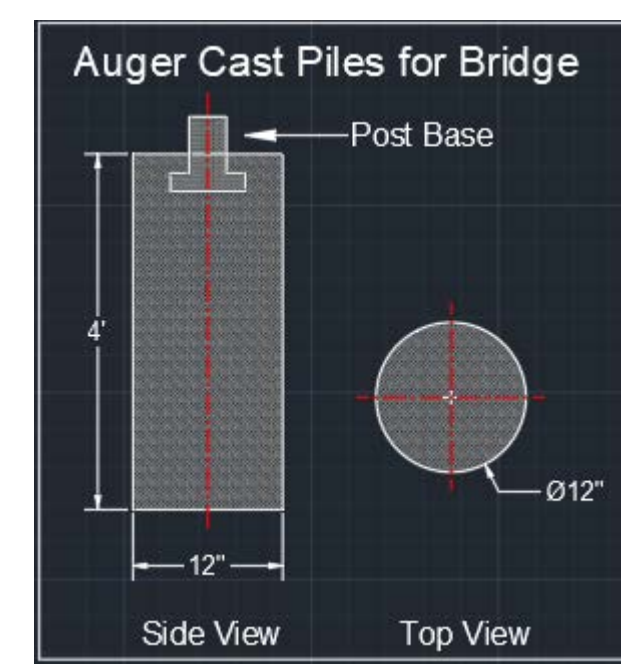 Auger Cast Piles for Bridge
Post Base
4'
Ø12"
12"
Side View
Top View